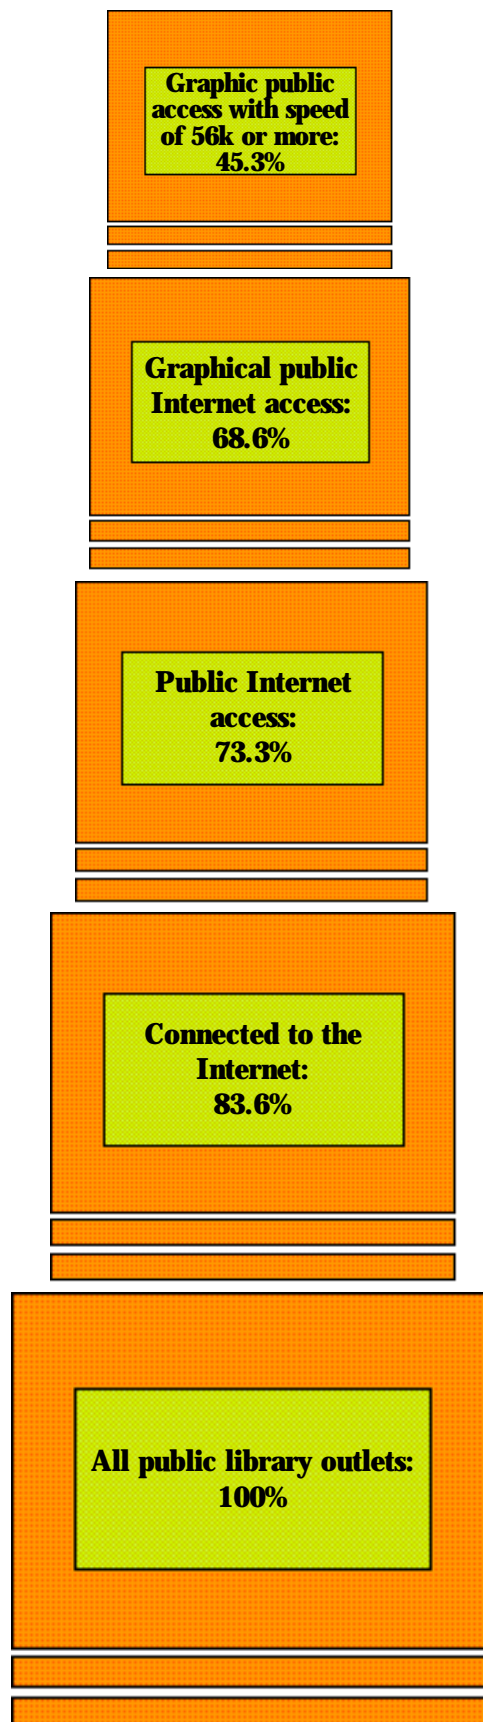 Graphic public
access with speed
of 56k or more:
45.3%
Graphical public
Internet access:
68.6%
Public Internet
access:
73.3%
Connected to the
Internet:
83.6%
All public library outlets:
100%